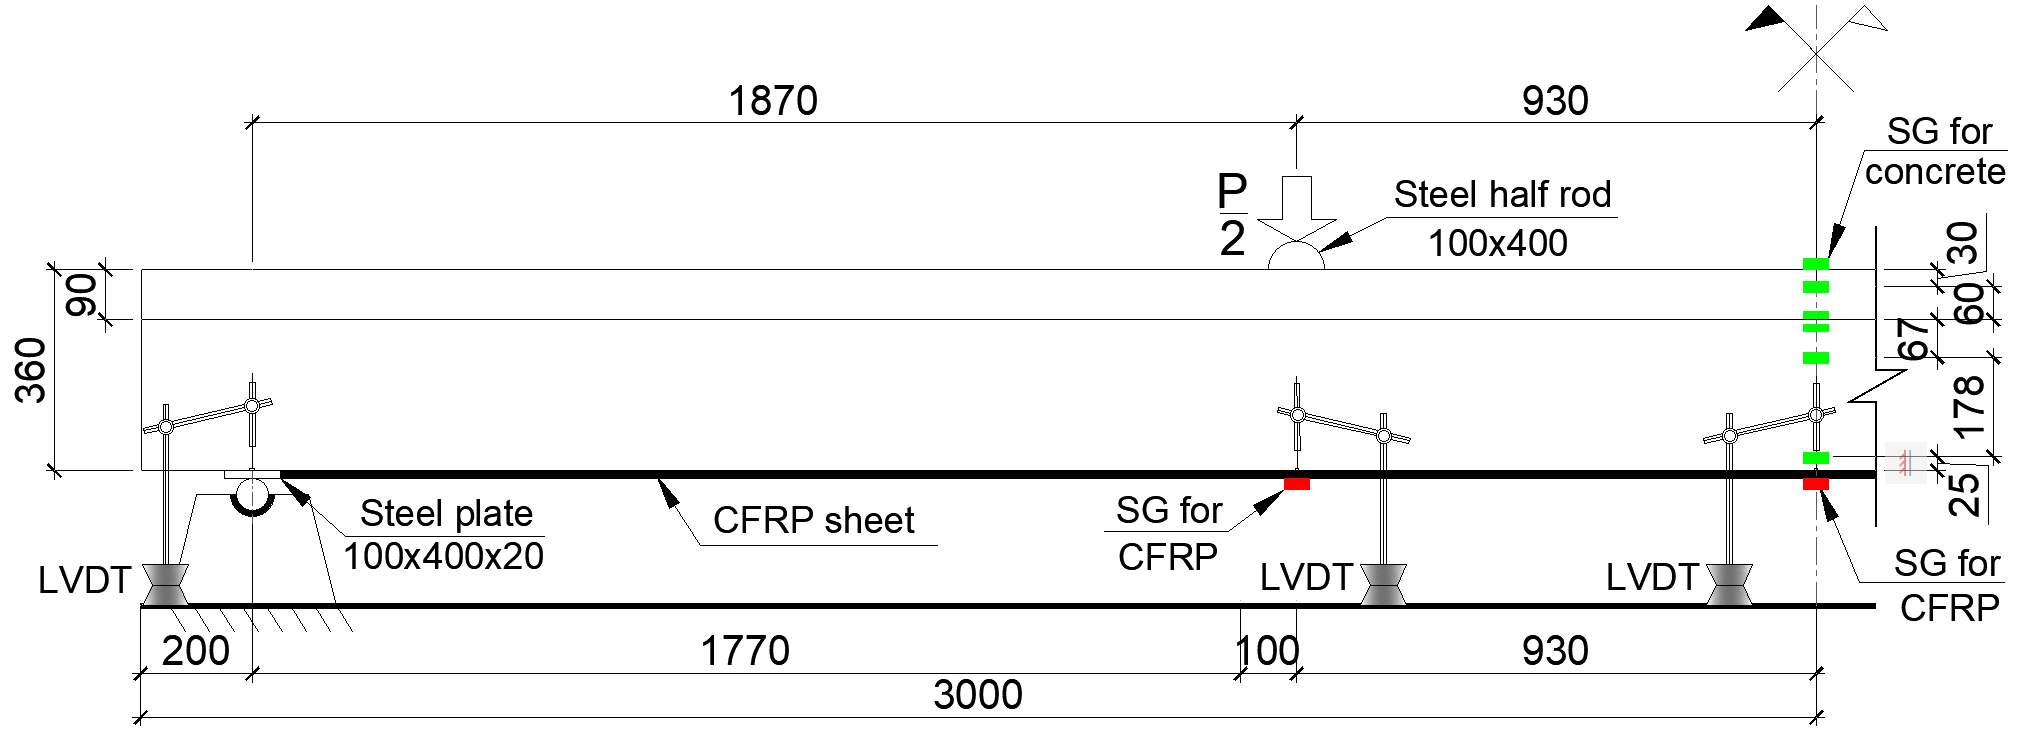 1870
930
SG for
concrete
P
2
Steel half rod
100x400
30
90
60
67
360
178
25
Steel plate
100x400x20
CFRP sheet
SG for
CFRP
LVDT
LVDT
LVDT
SG for
CFRP
200
1770
100
930
3000